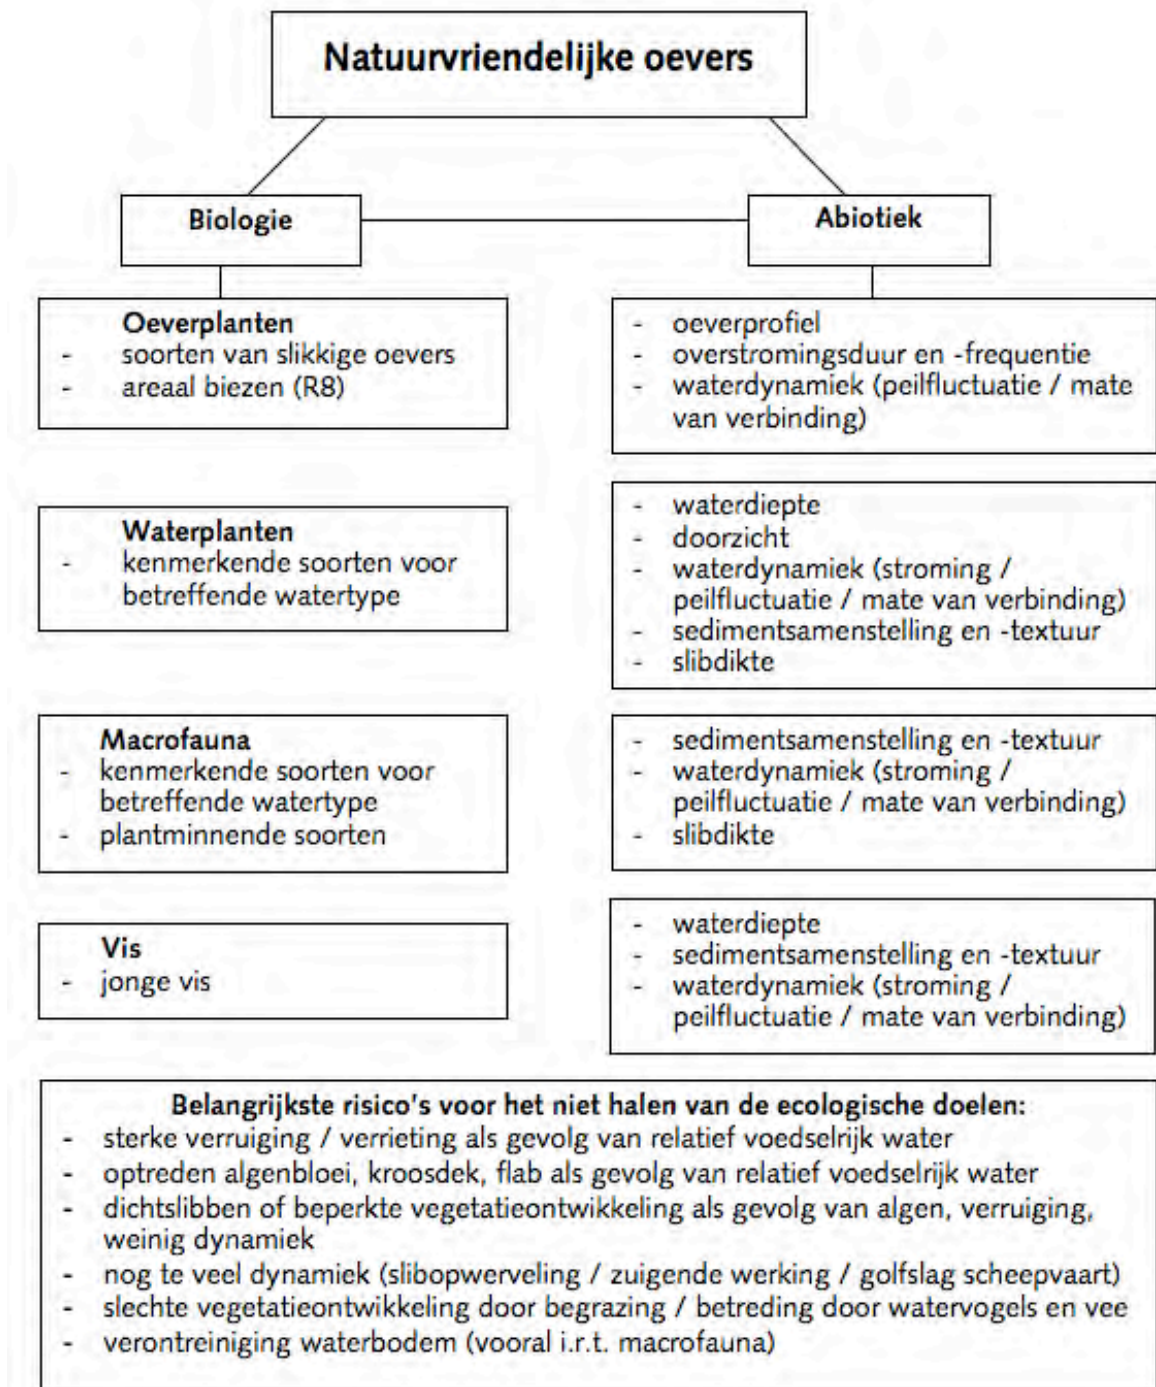 Natuurvriendelijke oevers
Biologie
Abiotiek
Oeverplanten
- soorten van slikkige oevers
- areaal biezen (R8)
- oeverprofiel
- overstromingsduur en -frequentie
- waterdynamiek (peilfluctuatie / mate
van verbinding)
Waterplanten
- kenmerkende soorten voor
betreffende watertype
- waterdiepte
- doorzicht
- waterdynamiek (stroming /
peilfluctuatie / mate van verbinding)
- sedimentsamenstelling en -textuur
- slibdikte
Macrofauna
- kenmerkende soorten voor
betreffende watertype
- plantminnende soorten
- sedimentsamenstelling en -textuur
- waterdynamiek (stroming /
peilfluctuatie / mate van verbinding)
- slibdikte
Vis
- jonge vis
- waterdiepte
- sedimentsamenstelling en -textuur
- waterdynamiek (stroming /
peilfluctuatie / mate van verbinding)
Belangrijkste risico's voor het niet halen van de ecologische doelen:
- sterke verruiging / verrieting als gevolg van relatief voedselrijk water
- optreden algenbloei, kroosdek, flab als gevolg van relatief voedselrijk water
- dichtslibben of beperkte vegetatieontwikkeling als gevolg van algen, verruiging,
weinig dynamiek
- nog te veel dynamiek (slibopwerveling / zuigende werking / golfslag scheepvaart)
- slechte vegetatieontwikkeling door begrazing / betreding door watervogels en vee
- verontreiniging waterbodem (vooral i.r.t. macrofauna)